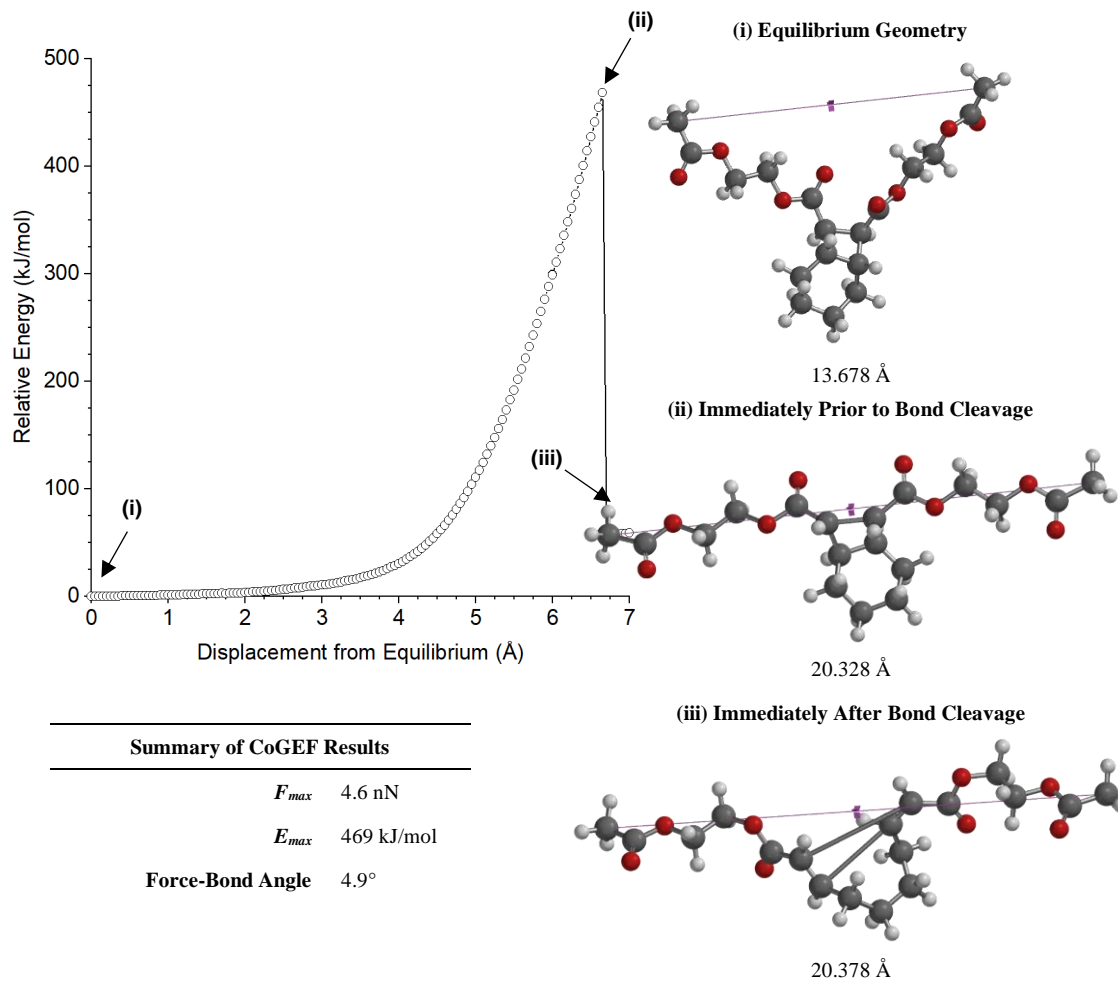 (ii)
(i) Equilibrium Geometry
500
400
300
200
100
0
Relative Energy (kJ/mol)
(iii)
(i)
0 1 2 3 4 5 6 7
Displacement from Equilibrium (Å)
13.678 Å
(ii) Immediately Prior to Bond Cleavage
20.328 Å
(iii) Immediately After Bond Cleavage
20.378 Å
Summary of CoGEF Results
Fmax 4.6 nN
Emax 469 kJ/mol
Force-Bond Angle 4.9°